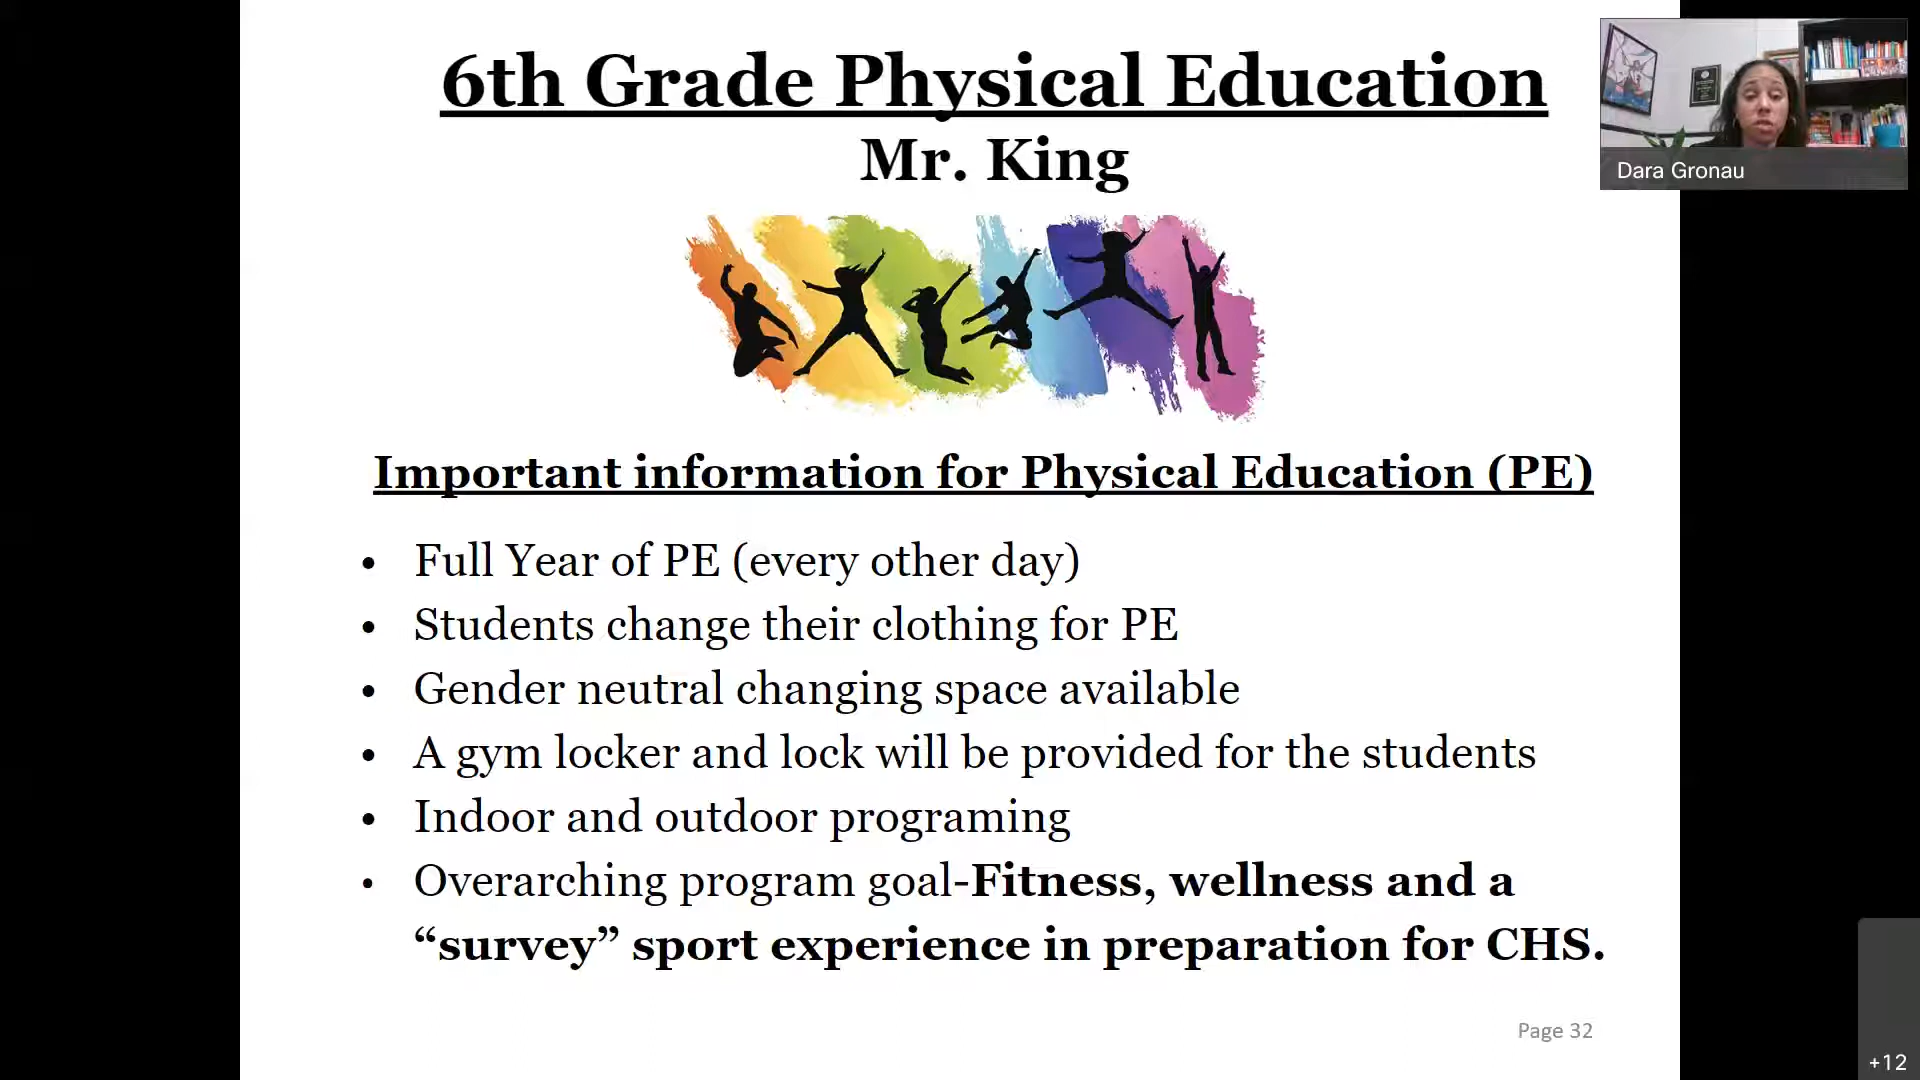 6th Grade Physical Education
Mr. King
Dara Gronau
Important information for Physical Education (PE)
• Full Year of PE (every other day)
• Students change their clothing for PE
• Gender neutral changing space available
• A gym locker and lock will be provided for the students
• Indoor and outdoor programing
• Overarching program goal-Fitness, wellness and a
“survey” sport experience in preparation for CHS.
Page 32
+12